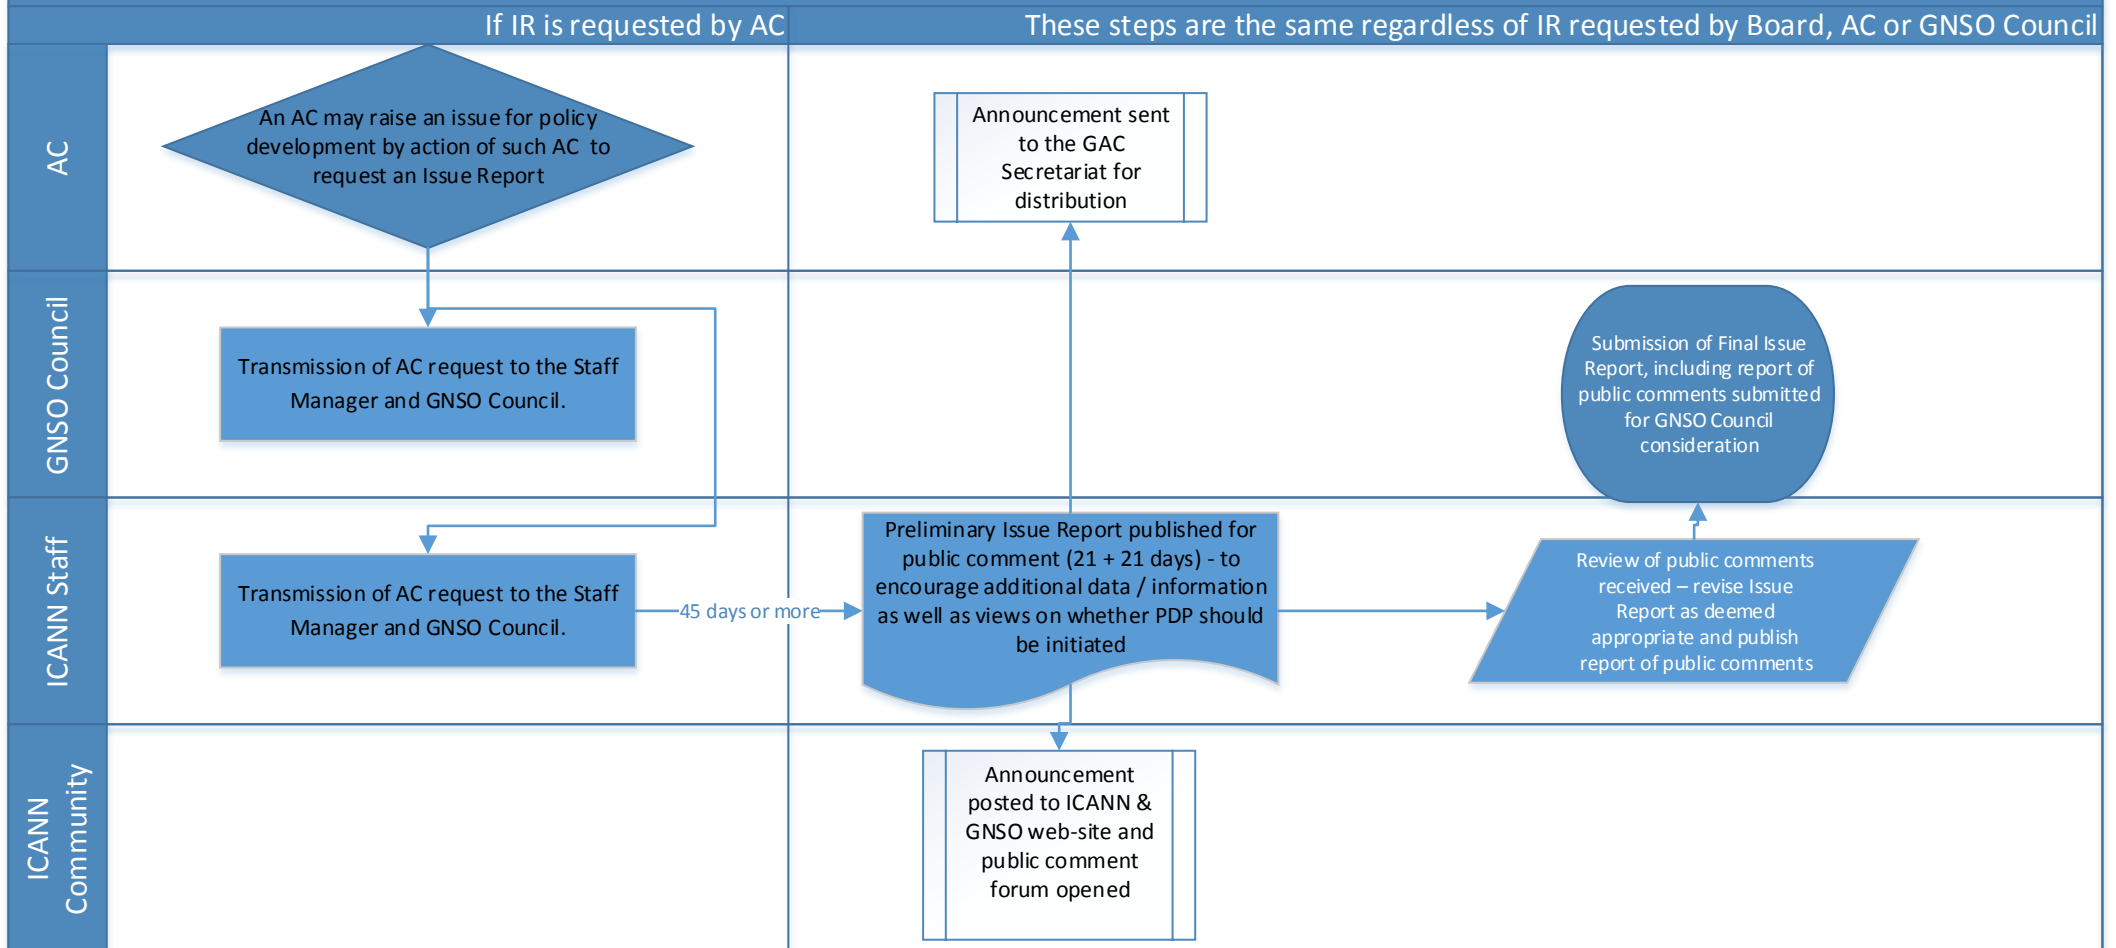 If IR is requested by AC
These steps are the same regardless of IR requested by Board, AC or GNSO Council
AC
An AC may raise an issue for policy
development by action of such AC to
request an Issue Report
Announcement sent
to the GAC
Secretariat for
distribution
GNSO Council
Transmission of AC request to the Staff
Manager and GNSO Council.
Submission of Final Issue
Report, including report of
public comments submitted
for GNSO Council
consideration
ICANN Staff
Transmission of AC request to the Staff
Manager and GNSO Council.
45 days or more
Preliminary Issue Report published for
public comment (21 + 21 days) - to
encourage additional data / information
as well as views on whether PDP should
be initiated
Review of public comments
received – revise Issue
Report as deemed
appropriate and publish
report of public comments
ICANN
Community
Announcement
posted to ICANN &
GNSO web-site and
public comment
forum opened